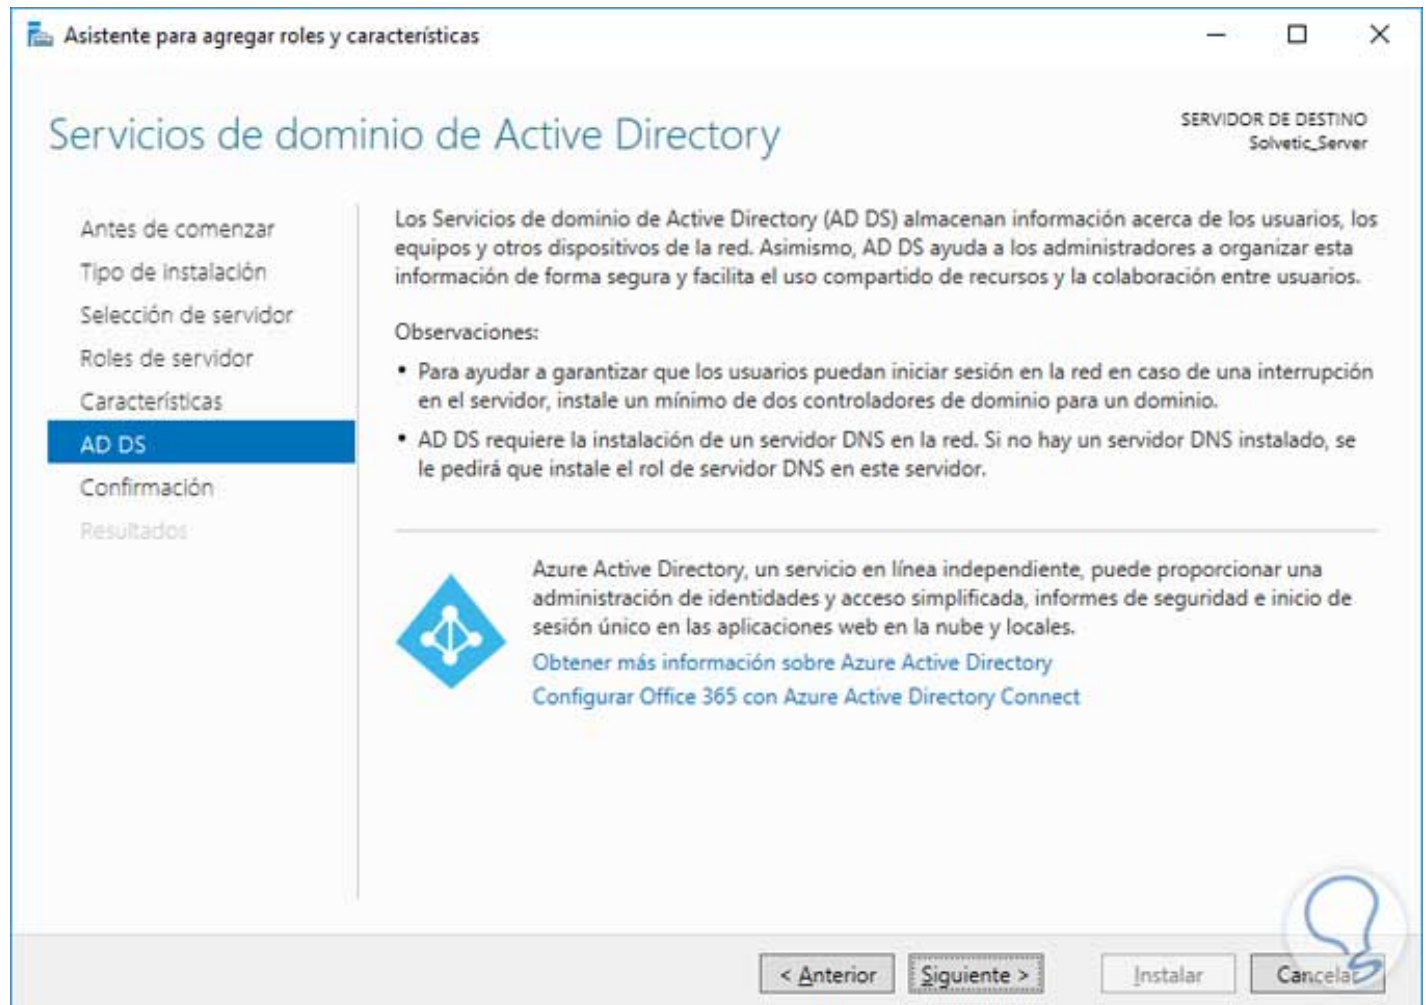 Asistente para agregar roles y características
Servicios de dominio de Active Directory
SERVIDOR DE DESTINO
Solvetic_Server
Antes de comenzar
Tipo de instalación
Selección de servidor
Roles de servidor
Características
AD DS
Confirmación
Resultados
Los Servicios de dominio de Active Directory (AD DS) almacenan información acerca de los usuarios, los
equipos y otros dispositivos de la red. Asimismo, AD DS ayuda a los administradores a organizar esta
información de forma segura y facilita el uso compartido de recursos y la colaboración entre usuarios.
Observaciones:
• Para ayudar a garantizar que los usuarios puedan iniciar sesión en la red en caso de una interrupción
en el servidor, instale un mínimo de dos controladores de dominio para un dominio.
• AD DS requiere la instalación de un servidor DNS en la red. Si no hay un servidor DNS instalado, se
le pedirá que instale el rol de servidor DNS en este servidor.
Azure Active Directory, un servicio en línea independiente, puede proporcionar una
administración de identidades y acceso simplificada, informes de seguridad e inicio de
sesión único en las aplicaciones web en la nube y locales.
Obtener más información sobre Azure Active Directory
Configurar Office 365 con Azure Active Directory Connect
< Anterior
Siguiente >
Instalar
Cancelar